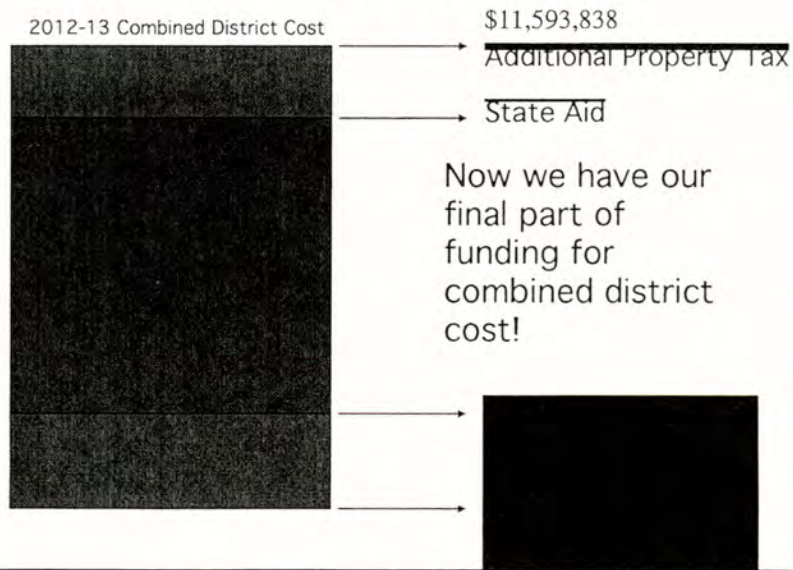 2012-13 Combined District Cost
$11,593,838
Additional Property Tax
State Aid
Now we have our
final part of
funding for
combined district
cost!